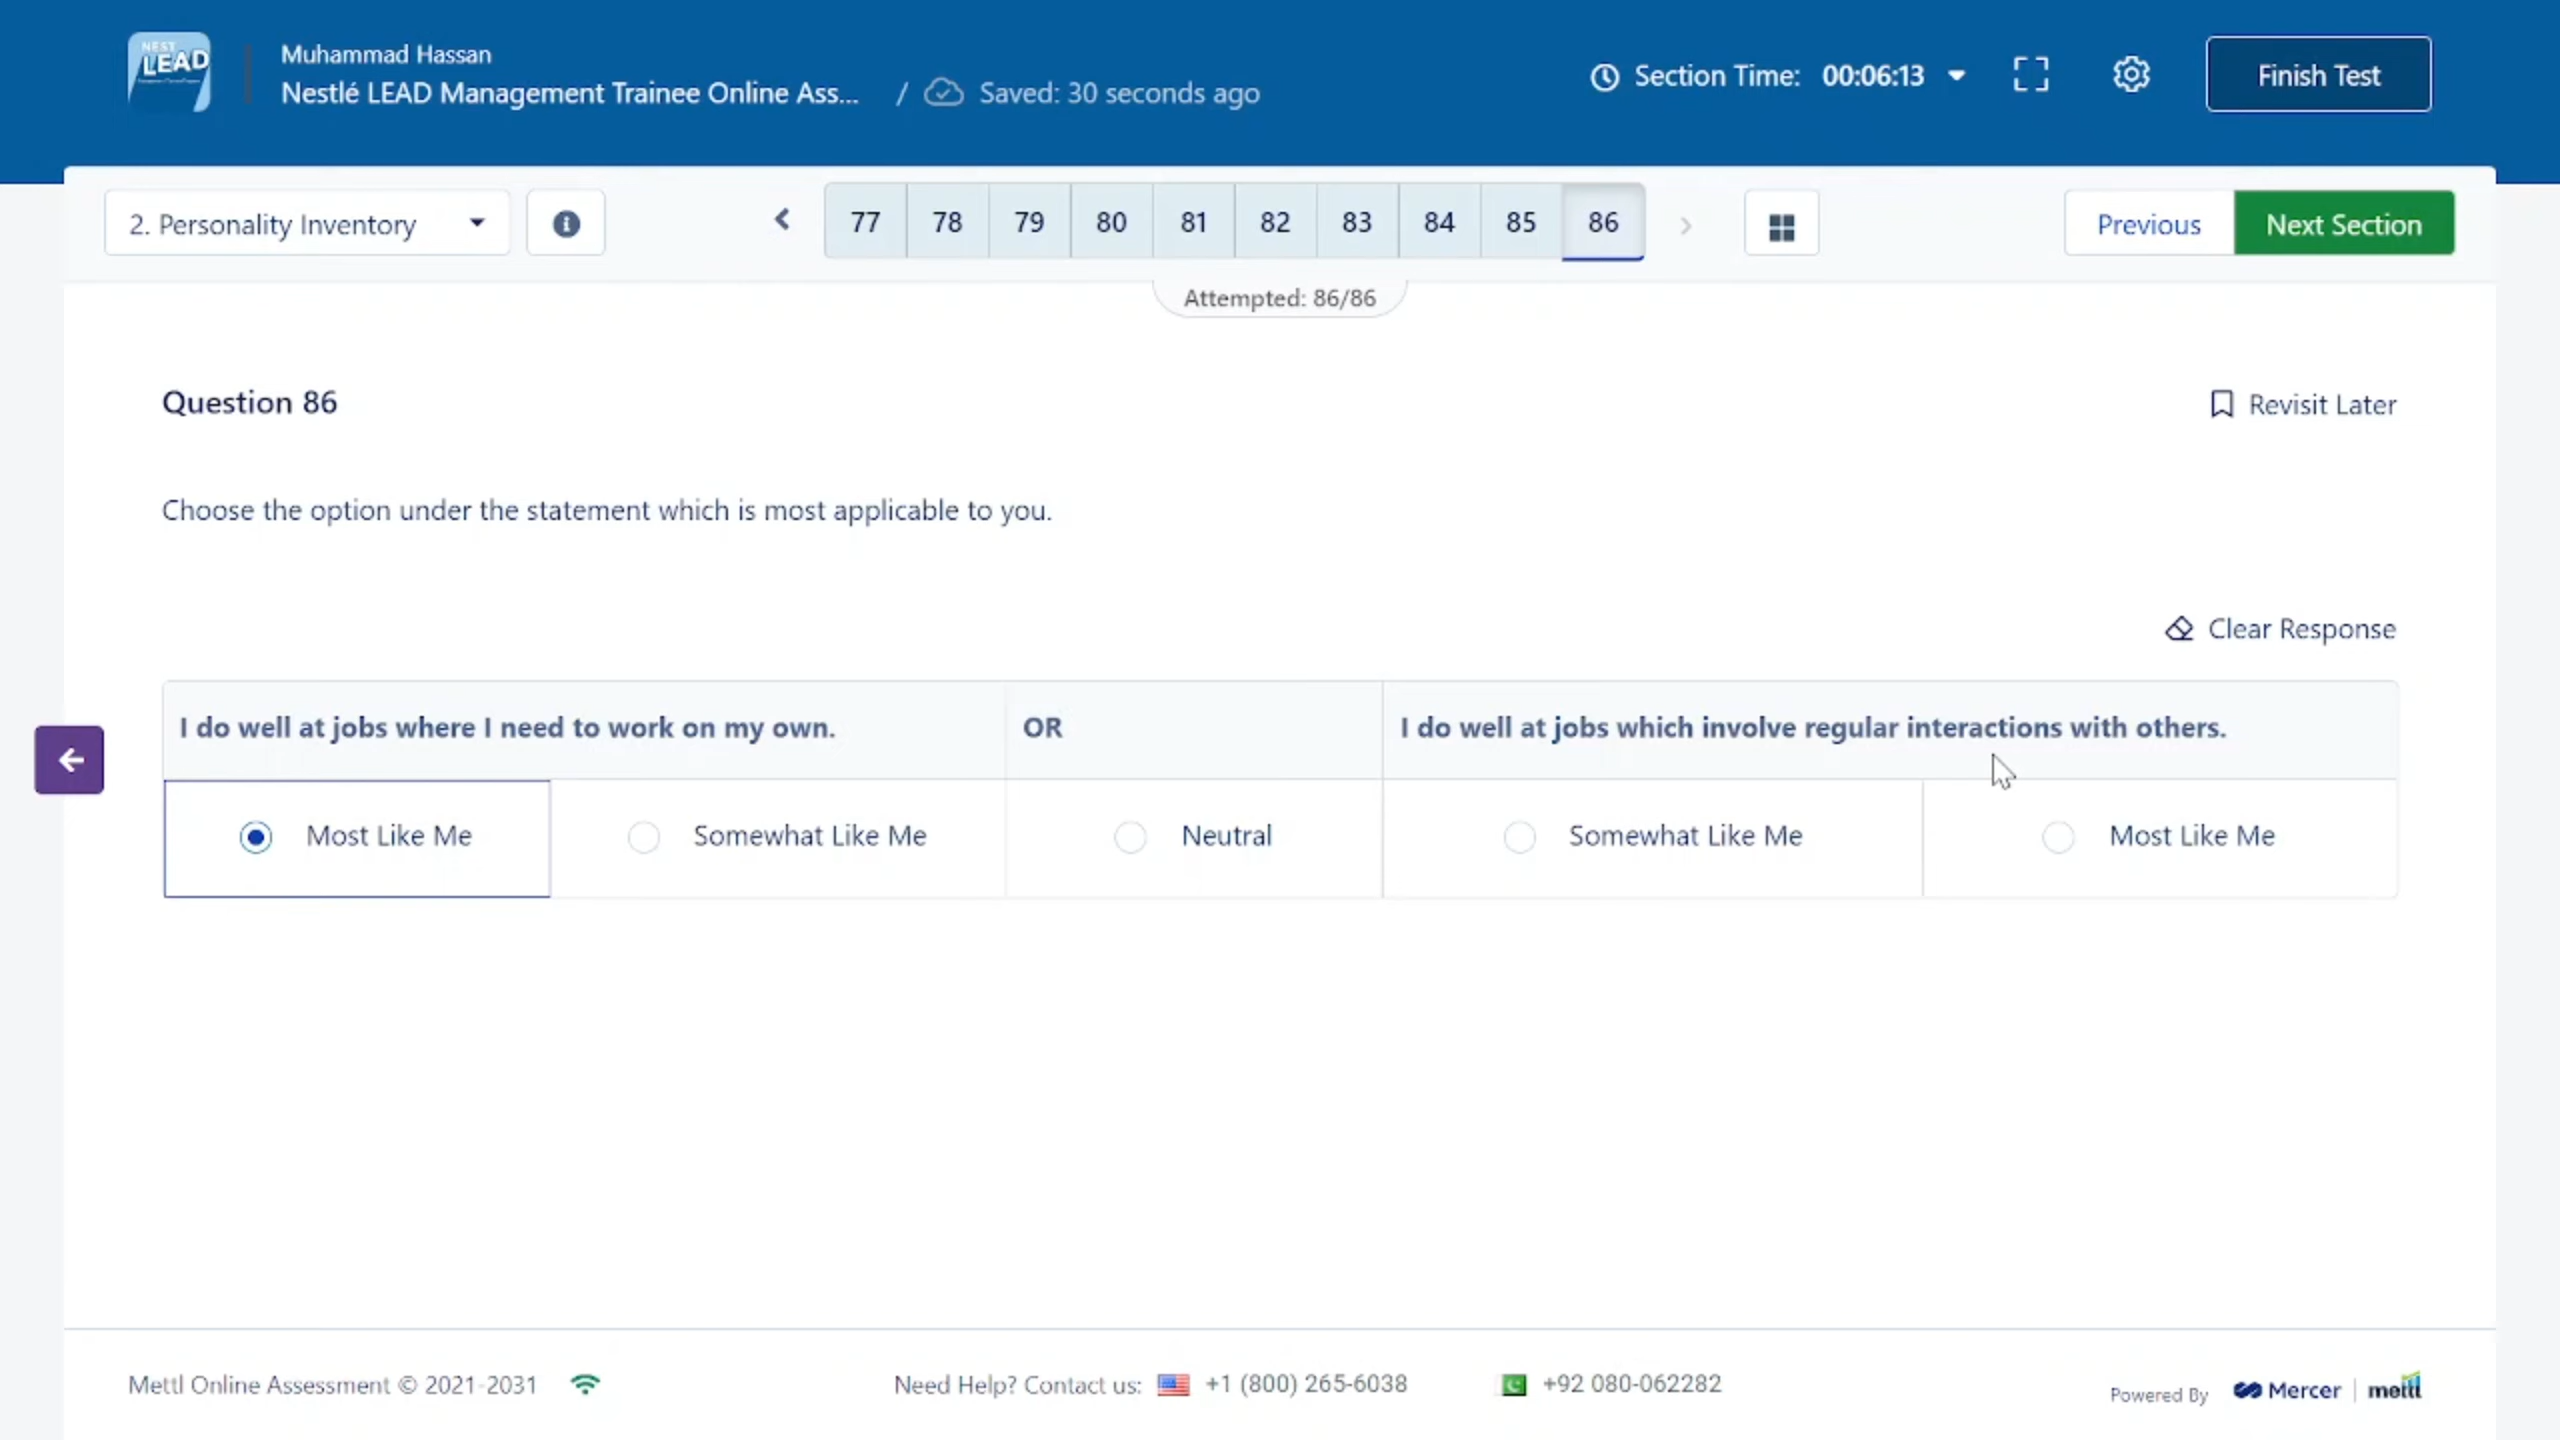 NEST
LEAD
Muhammad Hassan
Nestlé LEAD Management Trainee Online Ass...
/ Saved: 30 seconds ago
Section Time: 00:06:13
Finish Test
2. Personality Inventory
77 78 79 80 81 82 83 84 85 86
Previous
Next Section
Attempted: 86/86
Question 86
Revisit Later
Choose the option under the statement which is most applicable to you.
Clear Response
I do well at jobs where I need to work on my own. OR I do well at jobs which involve regular interactions with others.
Most Like Me Somewhat Like Me Neutral Somewhat Like Me Most Like Me
Mettl Online Assessment © 2021-2031
Need Help? Contact us: +1 (800) 265-6038 +92 080-062282
Powered By Mercer | mettl